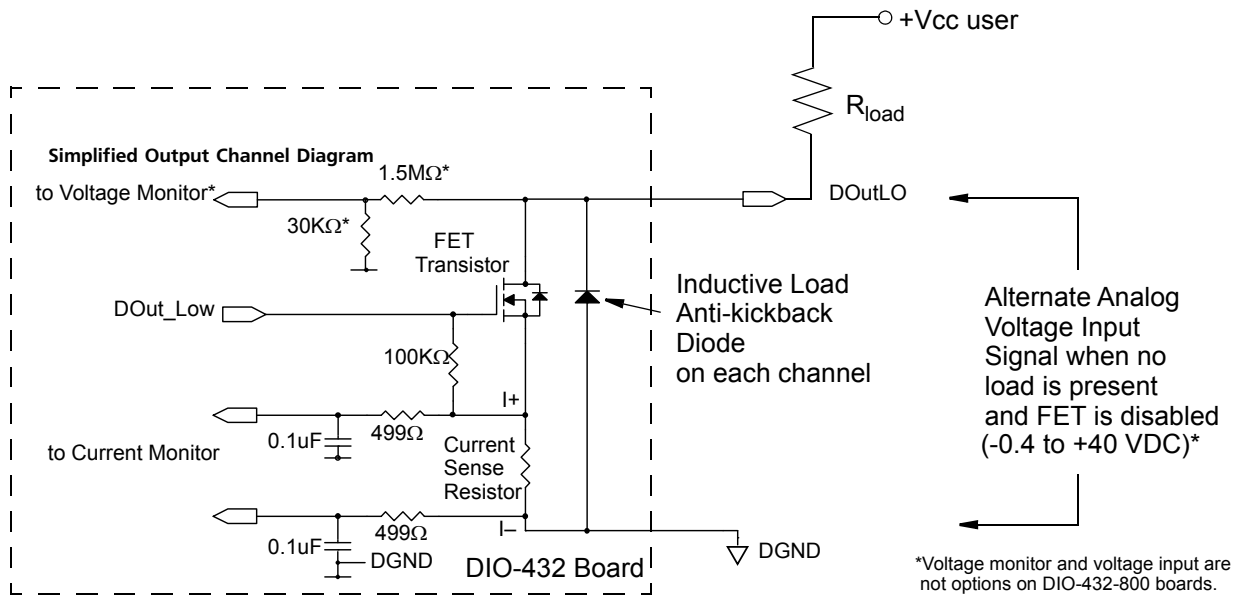 +Vcc user
Rload
Simplified Output Channel Diagram
1.5MΩ*
to Voltage Monitor*
DOutLO
30KΩ*
FET
Transistor
Inductive Load
Anti-kickback
Diode
on each channel
Alternate Analog
Voltage Input
Signal when no
load is present
and FET is disabled
(-0.4 to +40 VDC)*
DOut_Low
100KΩ
I+
0.1uF
499Ω
to Current Monitor
Current
Sense
Resistor
499Ω
I–
0.1uF
DGND
DIO-432 Board
DGND
*Voltage monitor and voltage input are
not options on DIO-432-800 boards.